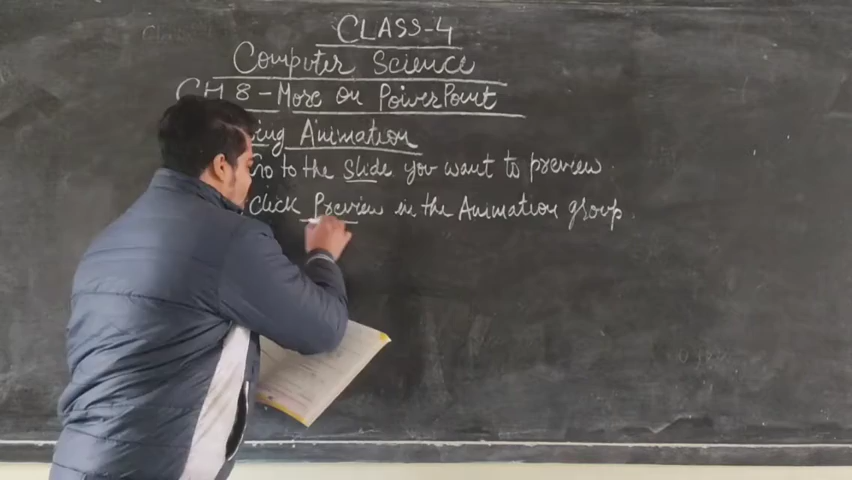 CLASS-4
Computer Science
CH 8 - More on PowerPoint
ing Animation
Go to the slide you want to preview.
click Preview in the Animation group.